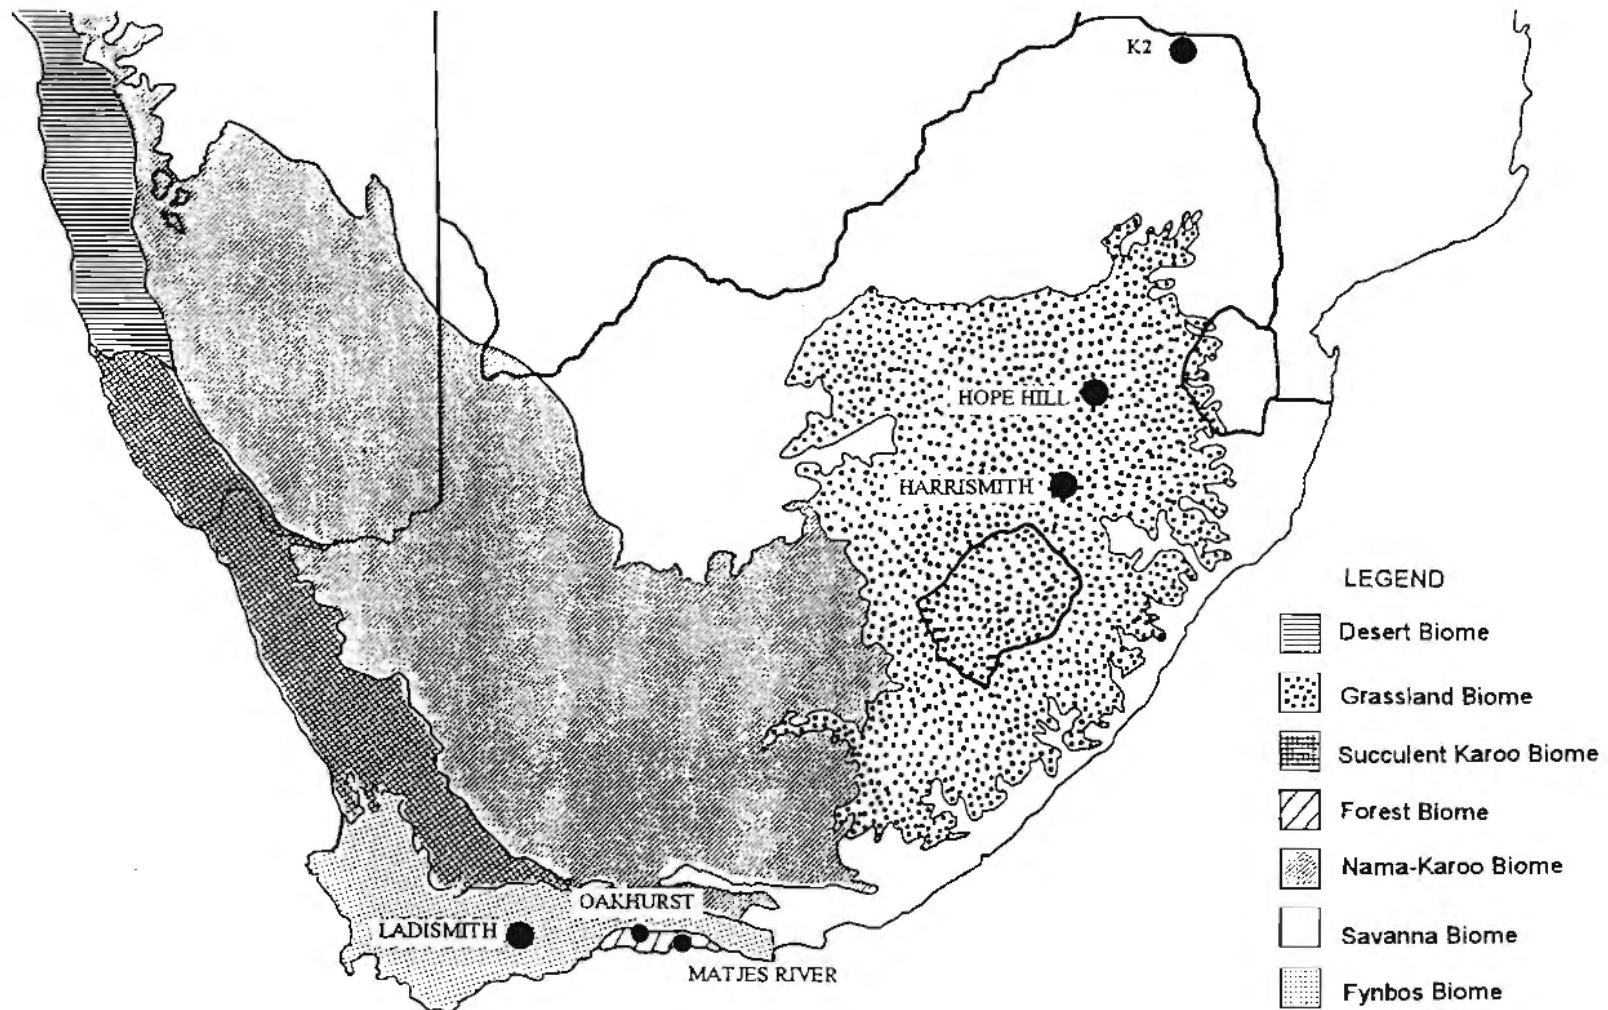 K2
HOPE HILL
HARRISMITH
OAKHURST
LADISMITH
MATJES RIVER
LEGEND
Desert Biome
Grassland Biome
Succulent Karoo Biome
Forest Biome
Nama-Karoo Biome
Savanna Biome
Fynbos Biome